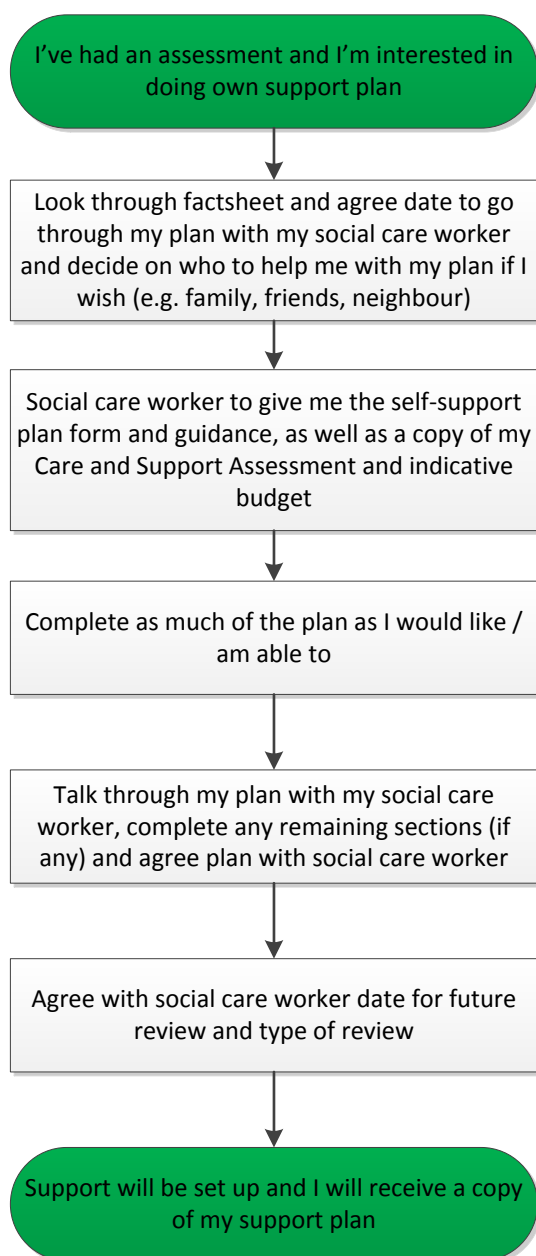 I’ve had an assessment and I’m interested in
doing own support plan
Look through factsheet and agree date to go
through my plan with my social care worker
and decide on who to help me with my plan if I
wish (e.g. family, friends, neighbour)
Social care worker to give me the self-support
plan form and guidance, as well as a copy of my
Care and Support Assessment and indicative
budget
Complete as much of the plan as I would like /
am able to
Talk through my plan with my social care
worker, complete any remaining sections (if
any) and agree plan with social care worker
Agree with social care worker date for future
review and type of review
Support will be set up and I will receive a copy
of my support plan